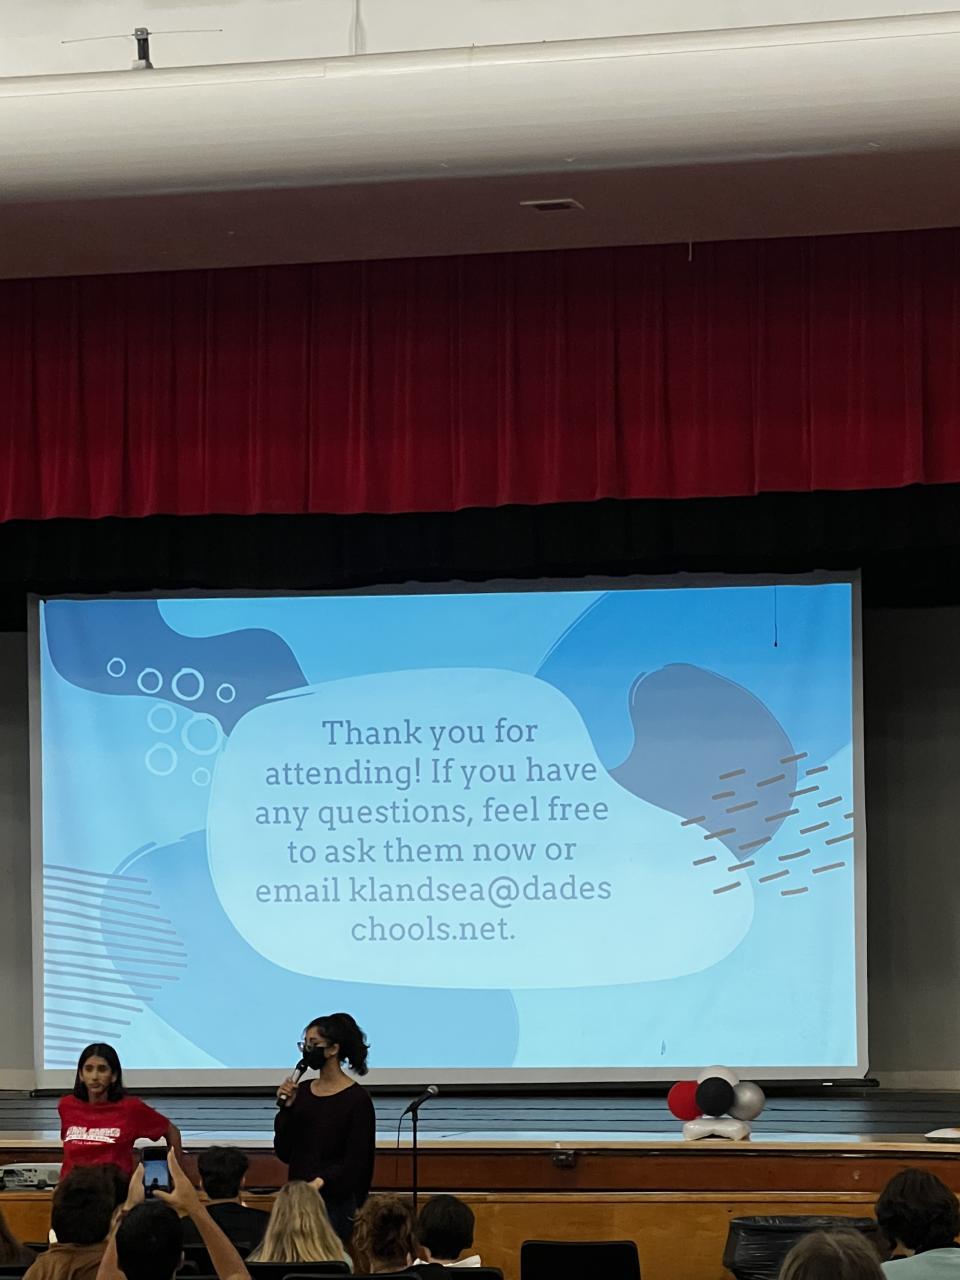 Thank you for
attending! If you have
any questions, feel free
to ask them now or
email klandsea@dades
chools.net.